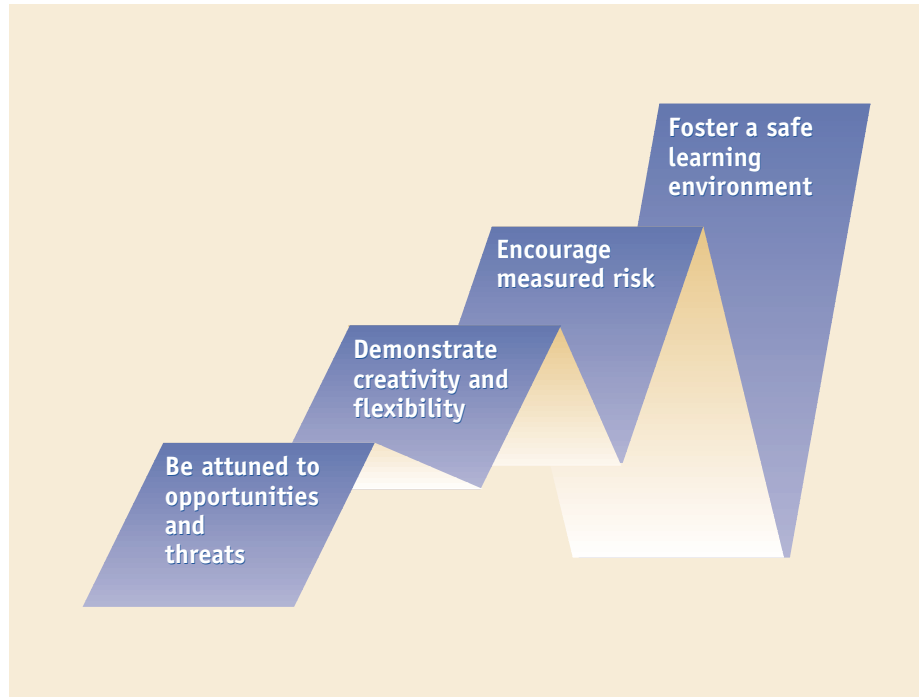 Foster a safe
learning
environment
Encourage
measured risk
Demonstrate
creativity and
flexibility
Be attuned to
opportunities
and
threats